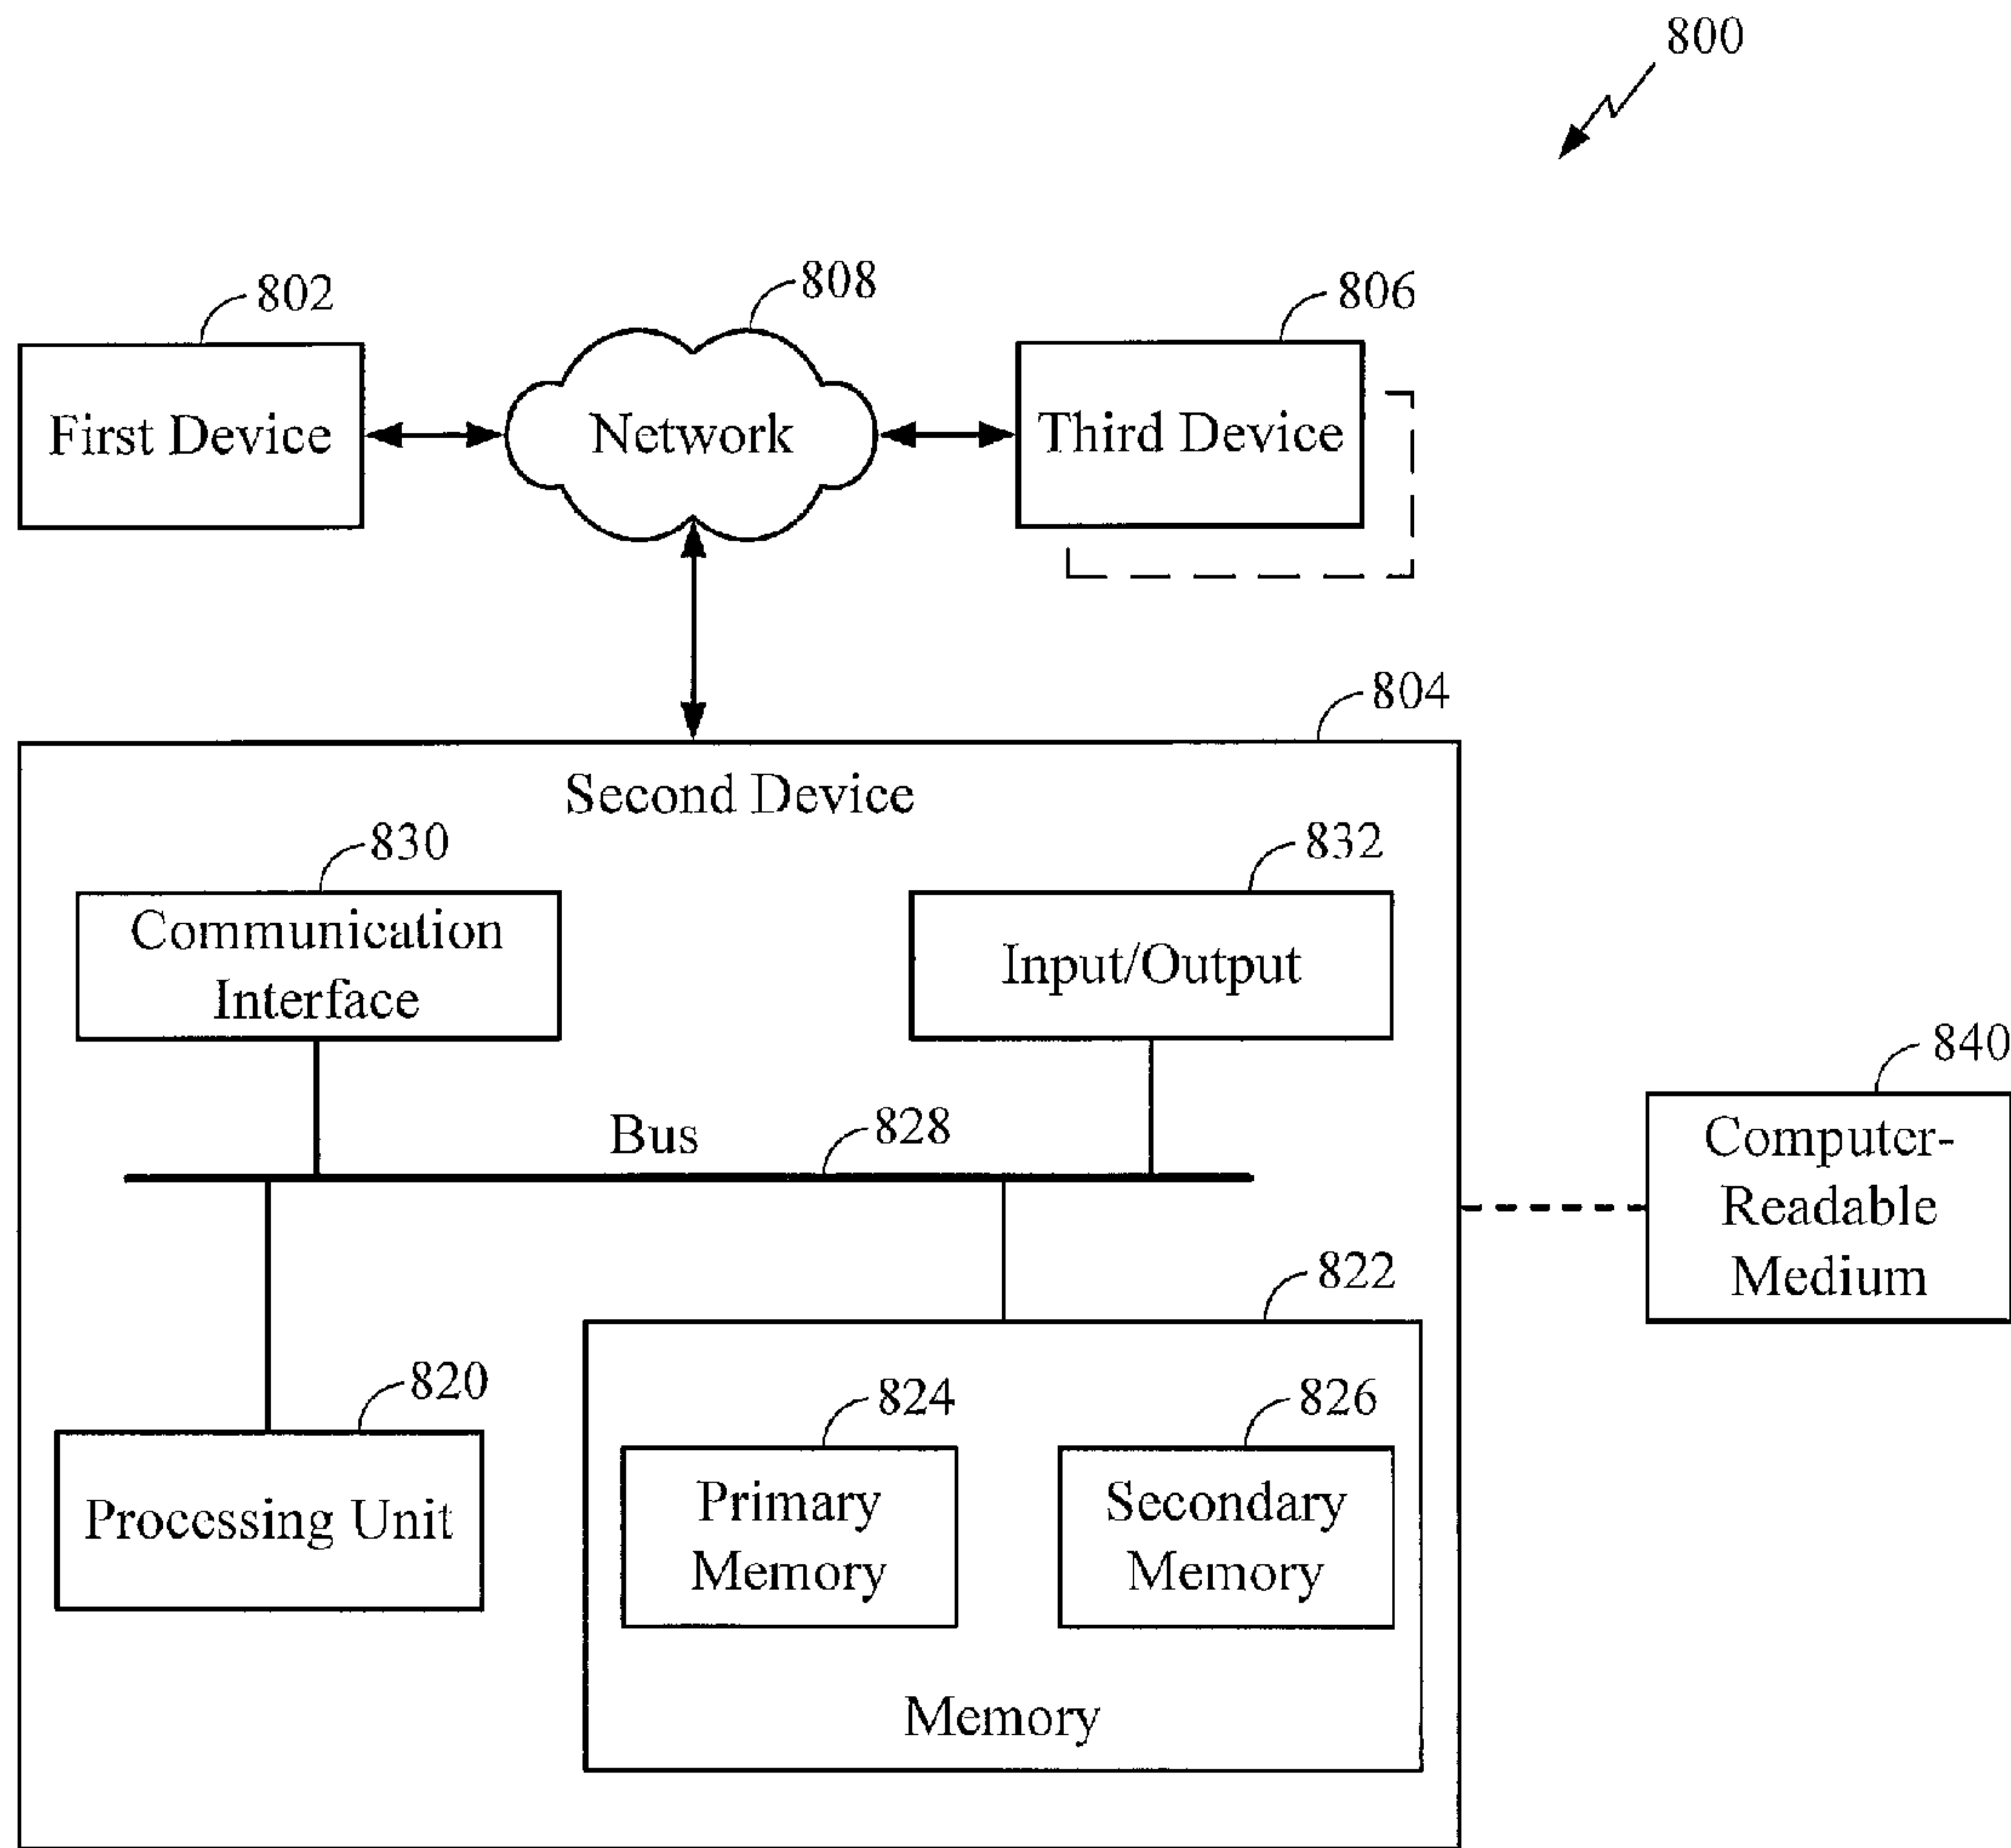 800
802
808
806
First Device
Network
Third Device
804
Second Device
830
832
Communication
Interface
Input/Output
840
Bus
828
Computer-
Readable
Medium
822
820
824
826
Processing Unit
Primary
Memory
Secondary
Memory
Memory